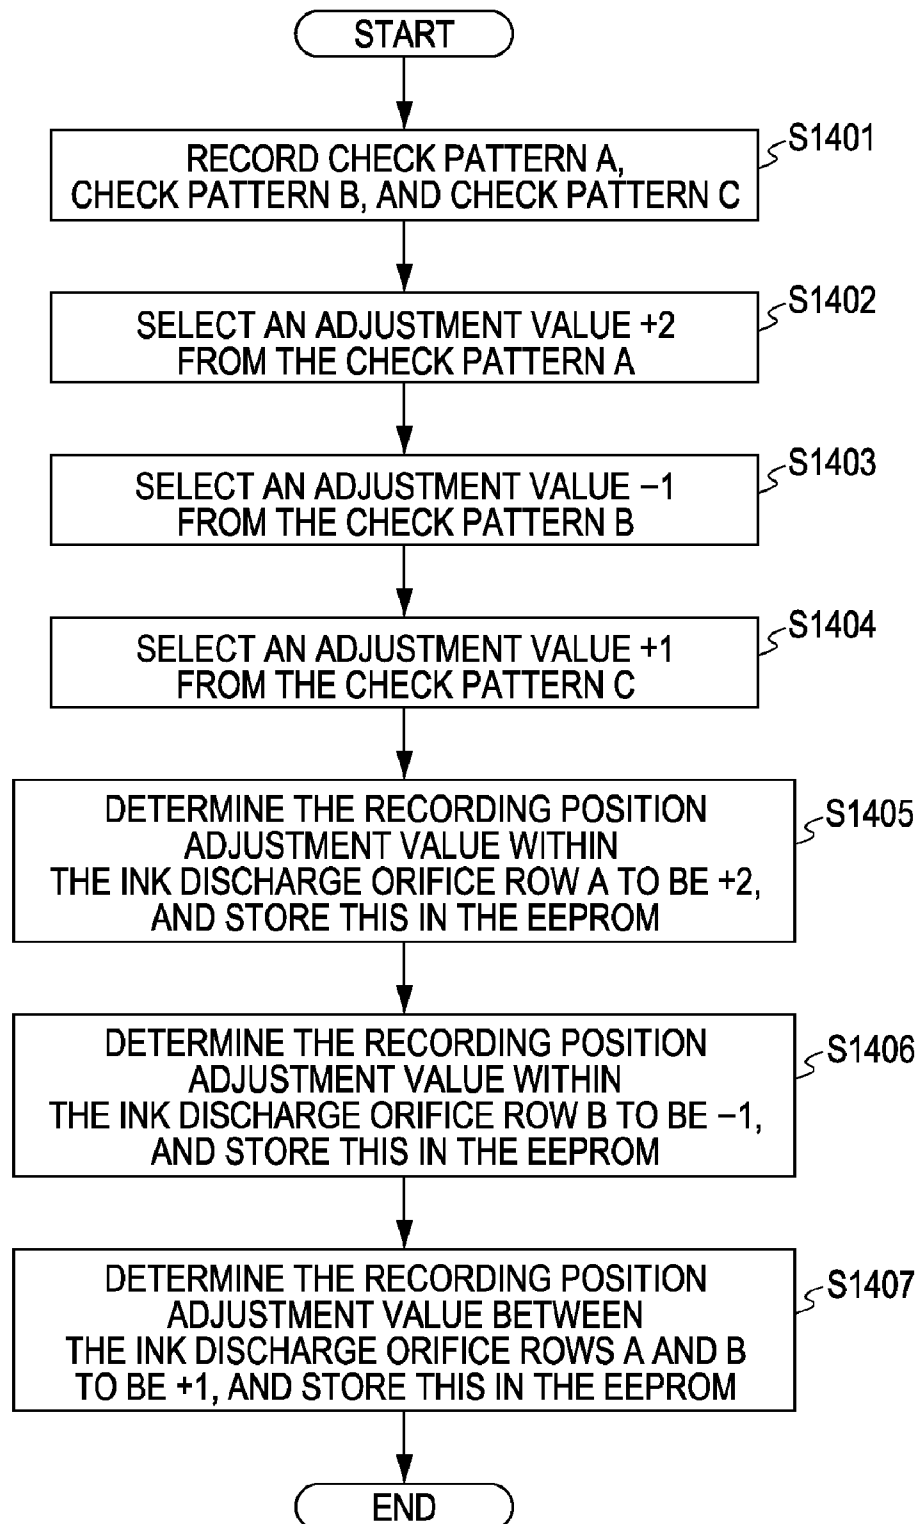 START
S1401
RECORD CHECK PATTERN A,
CHECK PATTERN B, AND CHECK PATTERN C
S1402
SELECT AN ADJUSTMENT VALUE +2
FROM THE CHECK PATTERN A
S1403
SELECT AN ADJUSTMENT VALUE –1
FROM THE CHECK PATTERN B
S1404
SELECT AN ADJUSTMENT VALUE +1
FROM THE CHECK PATTERN C
S1405
DETERMINE THE RECORDING POSITION
ADJUSTMENT VALUE WITHIN
THE INK DISCHARGE ORIFICE ROW A TO BE +2,
AND STORE THIS IN THE EEPROM
S1406
DETERMINE THE RECORDING POSITION
ADJUSTMENT VALUE WITHIN
THE INK DISCHARGE ORIFICE ROW B TO BE –1,
AND STORE THIS IN THE EEPROM
S1407
DETERMINE THE RECORDING POSITION
ADJUSTMENT VALUE BETWEEN
THE INK DISCHARGE ORIFICE ROWS A AND B
TO BE +1, AND STORE THIS IN THE EEPROM
END